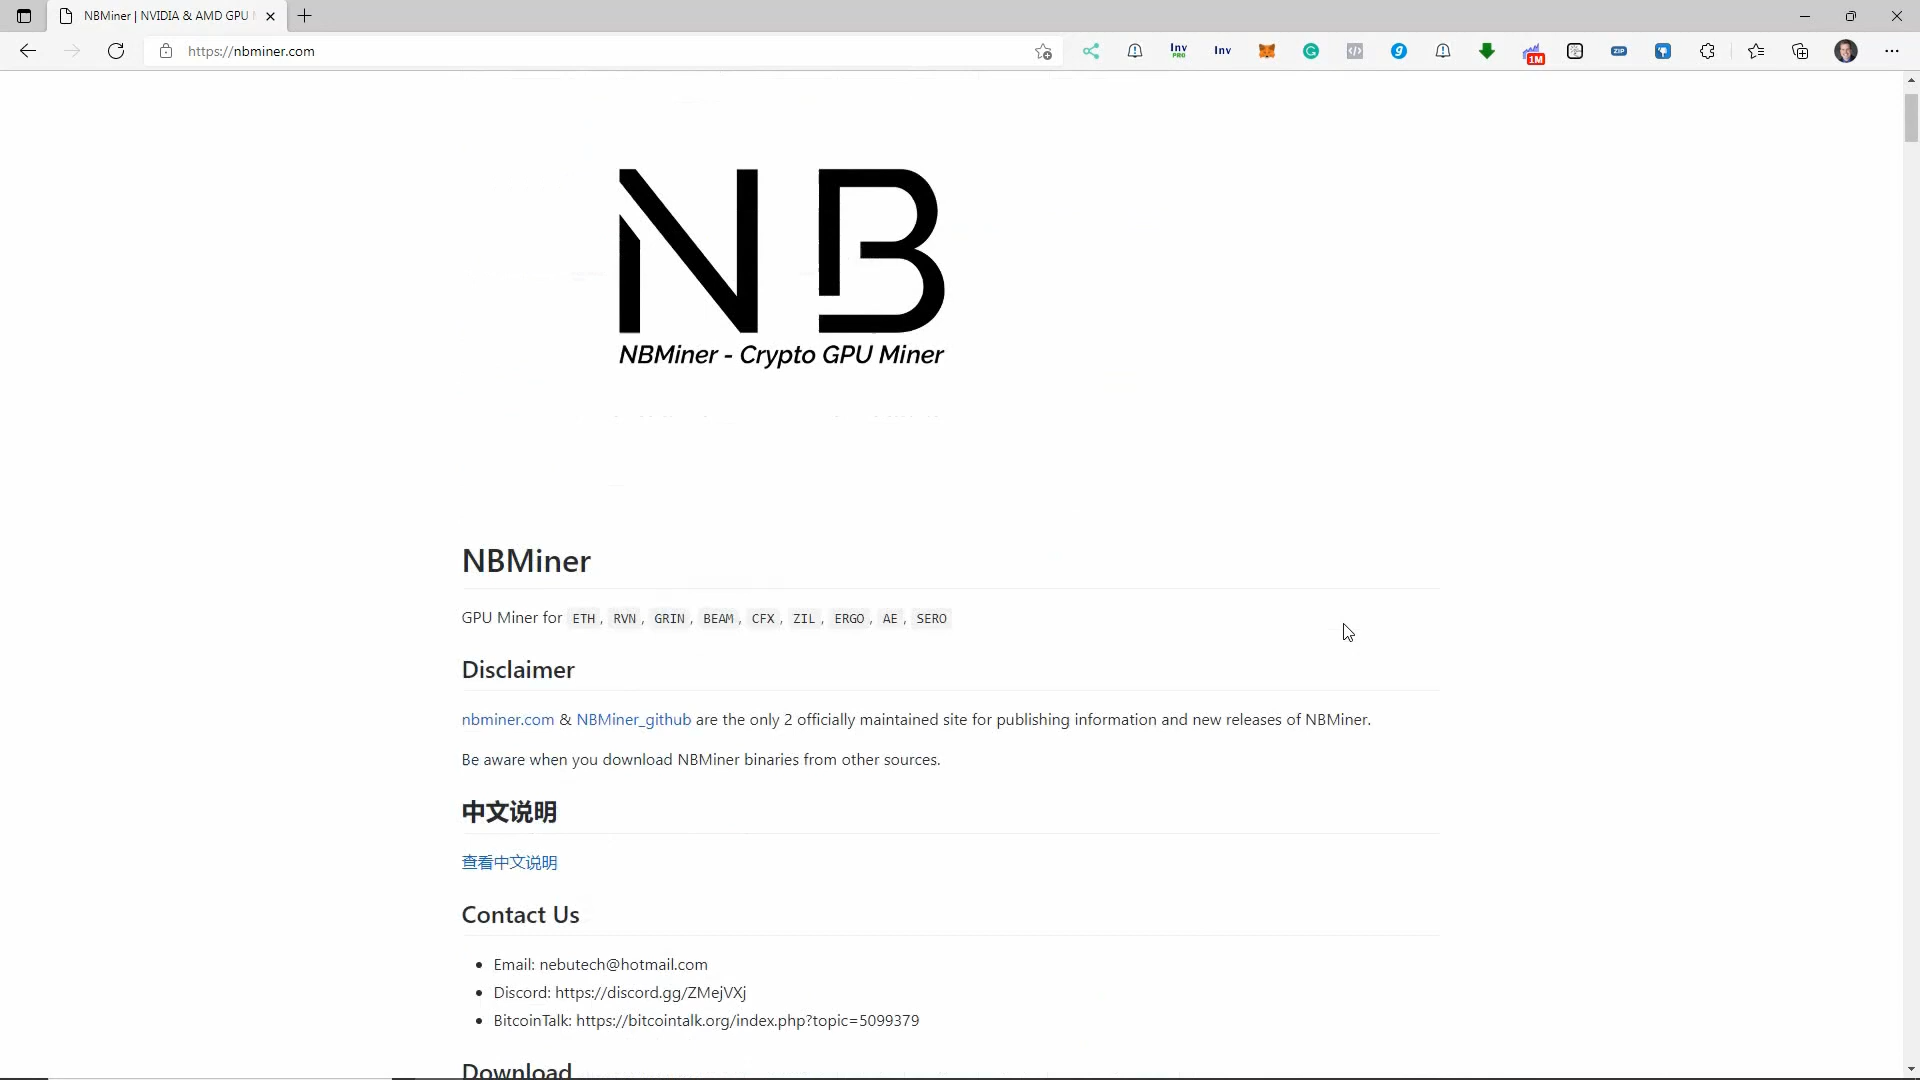 NBMiner | NVIDIA & AMD GPU
https://nbminer.com
Inv
PRO
Inv
1M
ZIP
NB
NBMiner - Crypto GPU Miner
NBMiner
GPU Miner for ETH, RVN, GRIN, BEAM, CFX, ZIL, ERGO, AE, SERO
Disclaimer
nbminer.com & NBMiner_github are the only 2 officially maintained site for publishing information and new releases of NBMiner.
Be aware when you download NBMiner binaries from other sources.
中文说明
查看中文说明
Contact Us
Email: nebutech@hotmail.com
Discord: https://discord.gg/ZMejVXj
BitcoinTalk: https://bitcointalk.org/index.php?topic=5099379
Download